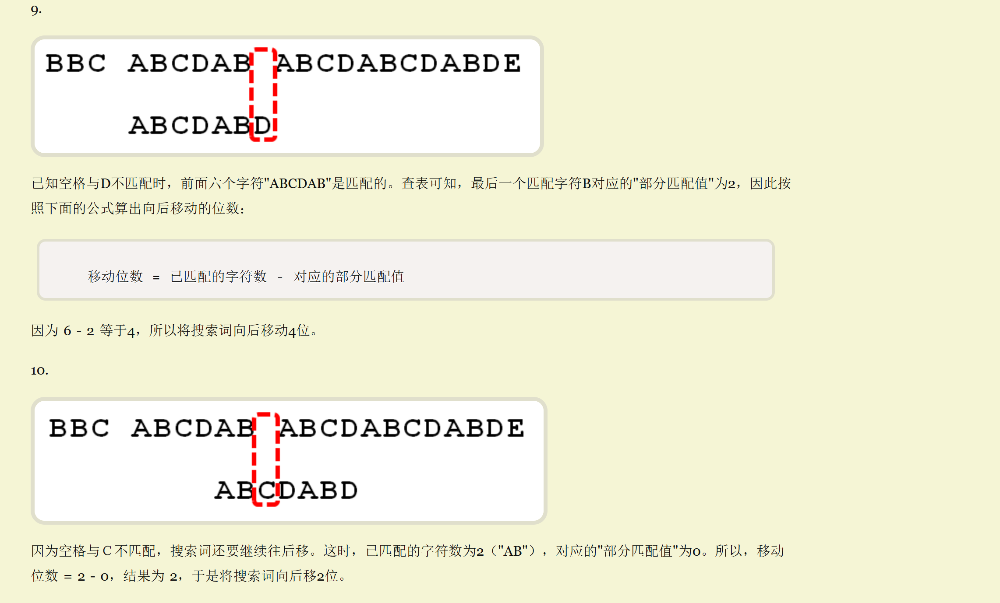 9.
BBC ABCDAB ABCDABCDABDE
ABCDABD
已知空格与D不匹配时，前面六个字符"ABCDAB"是匹配的。查表可知，最后一个匹配字符B对应的"部分匹配值"为2，因此按
照下面的公式算出向后移动的位数：
移动位数 = 已匹配的字符数 - 对应的部分匹配值
因为 6 - 2 等于4，所以将搜索词向后移动4位。
10.
BBC ABCDAB ABCDABCDABDE
ABCDABD
因为空格与Ｃ不匹配，搜索词还要继续往后移。这时，已匹配的字符数为2（"AB"），对应的"部分匹配值"为0。所以，移动
位数 = 2 - 0，结果为 2，于是将搜索词向后移2位。